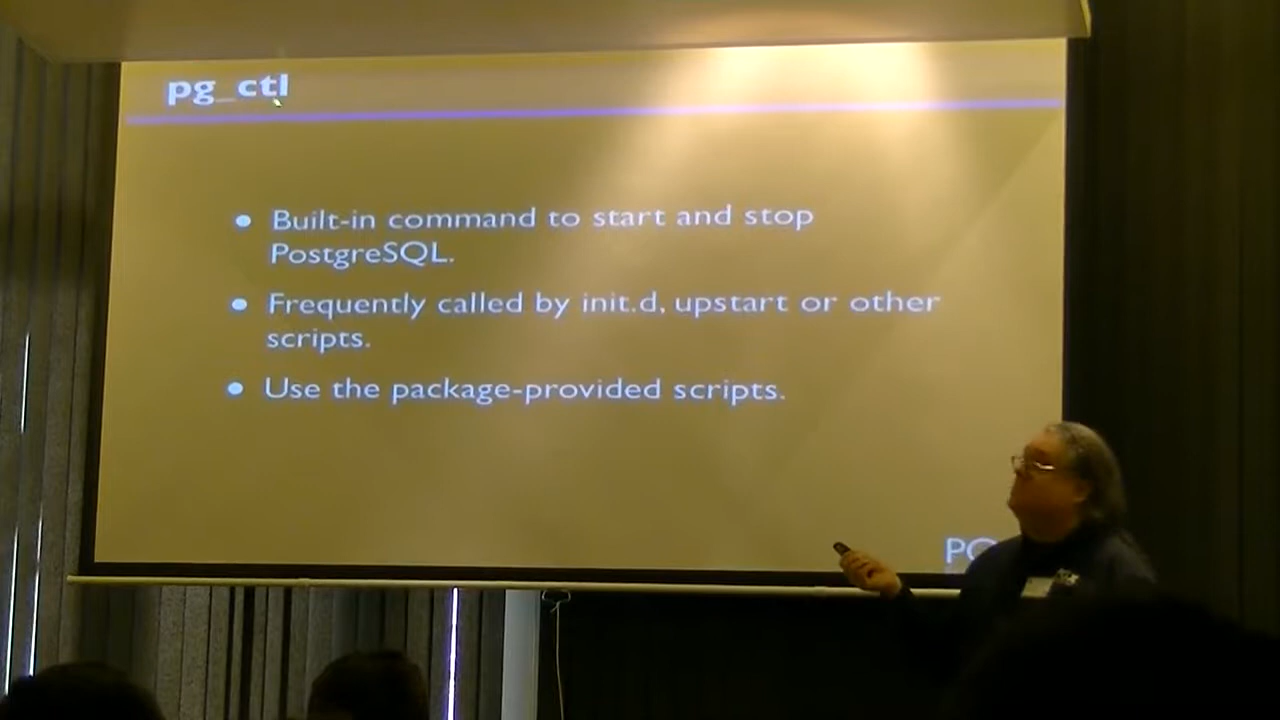 pg_ctl
Built-in command to start and stop
PostgreSQL.
Frequently called by init.d, upstart or other
scripts.
Use the package-provided scripts.